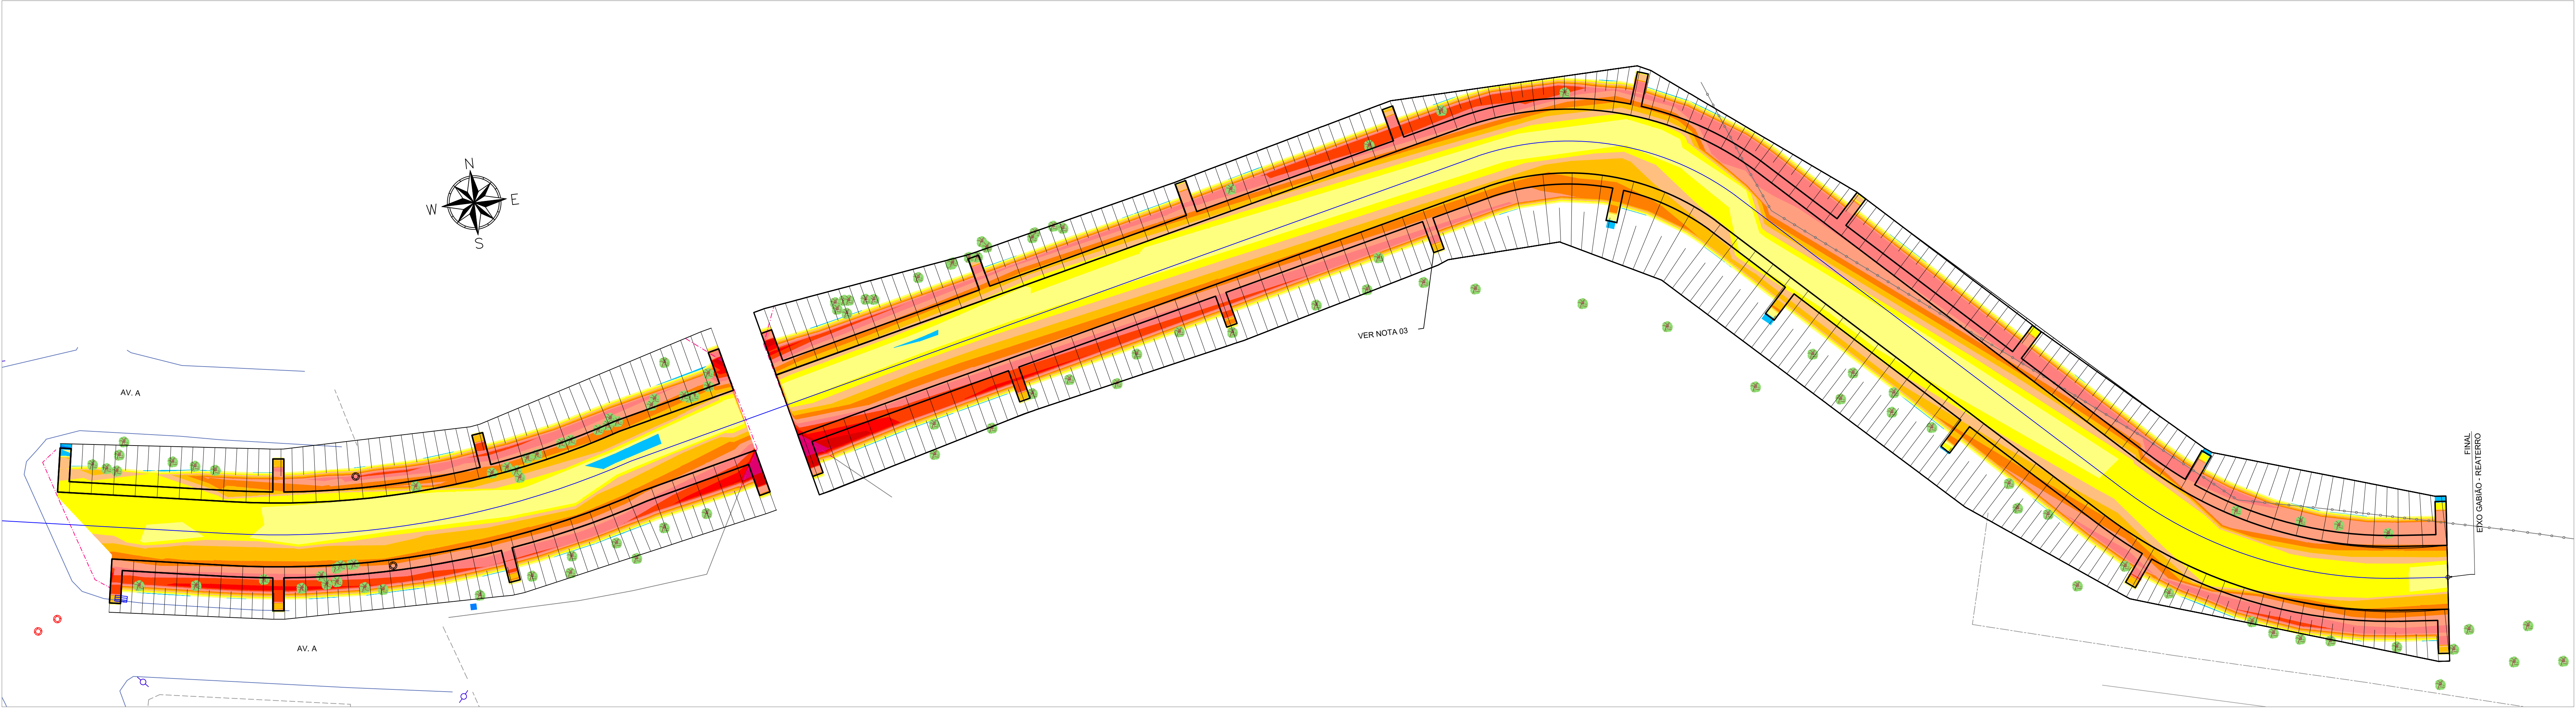 N
W E
S
VER NOTA 03
AV. A
AV. A
FINAL
EIXO GABIÃO - REATERRO